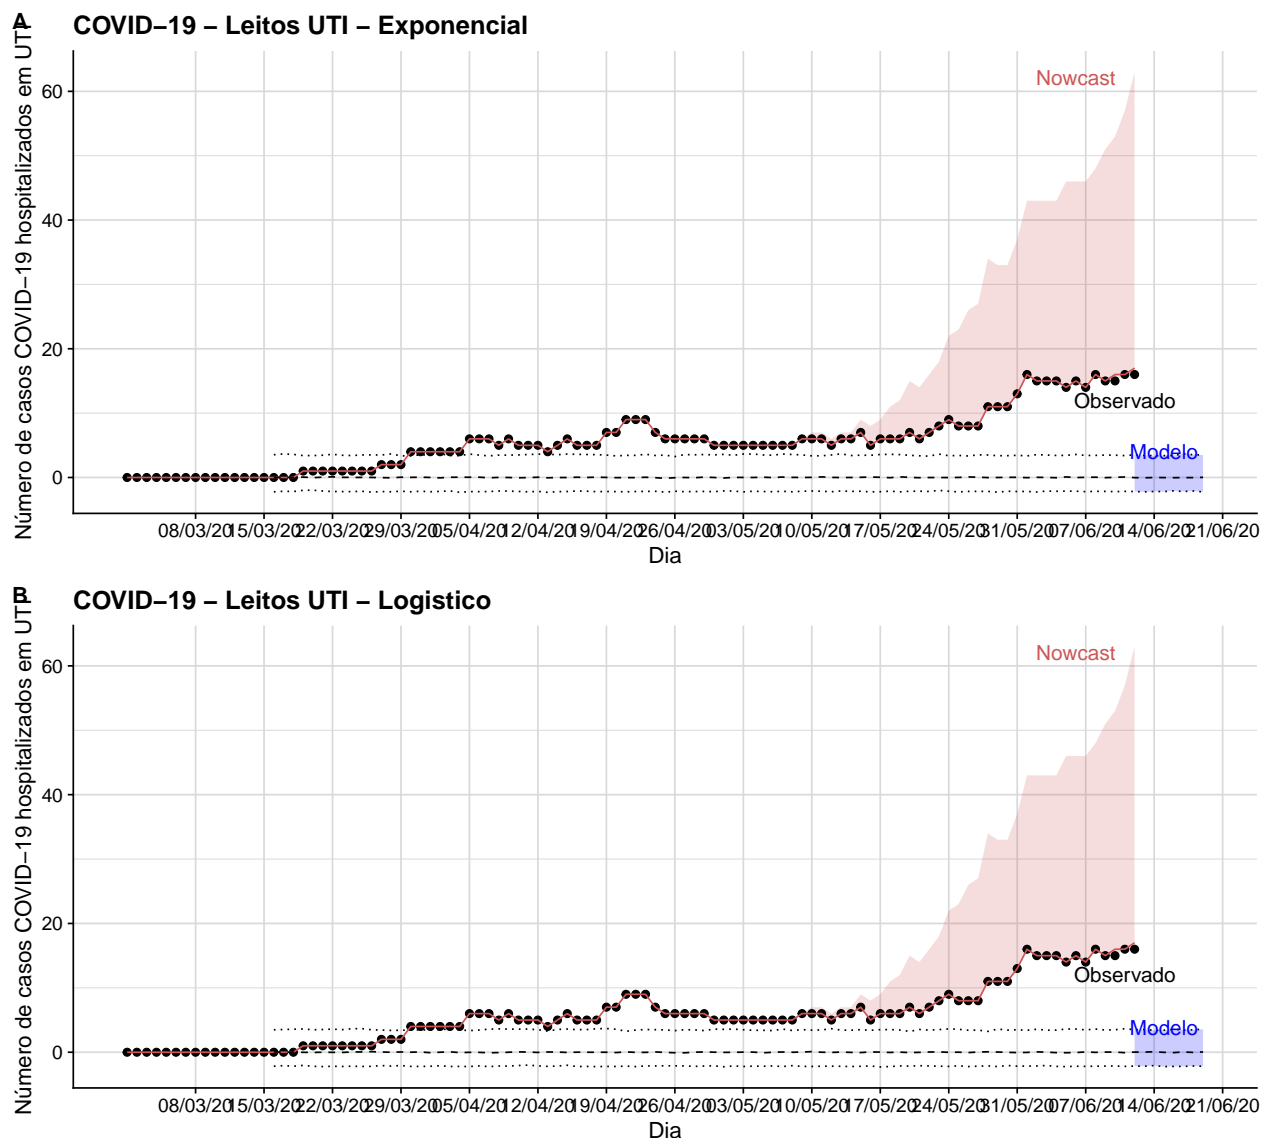 A
COVID–19 – Leitos UTI – Exponencial
Número de casos COVID–19 hospitalizados em UTI
60
40
20
0
Nowcast
Observado
Modelo
08/03/20 15/03/20 22/03/20 29/03/20 05/04/20 12/04/20 19/04/20 26/04/20 03/05/20 10/05/20 17/05/20 24/05/20 31/05/20 07/06/20 14/06/20 21/06/20
Dia
B
COVID–19 – Leitos UTI – Logistico
Número de casos COVID–19 hospitalizados em UTI
60
40
20
0
Nowcast
Observado
Modelo
08/03/20 15/03/20 22/03/20 29/03/20 05/04/20 12/04/20 19/04/20 26/04/20 03/05/20 10/05/20 17/05/20 24/05/20 31/05/20 07/06/20 14/06/20 21/06/20
Dia